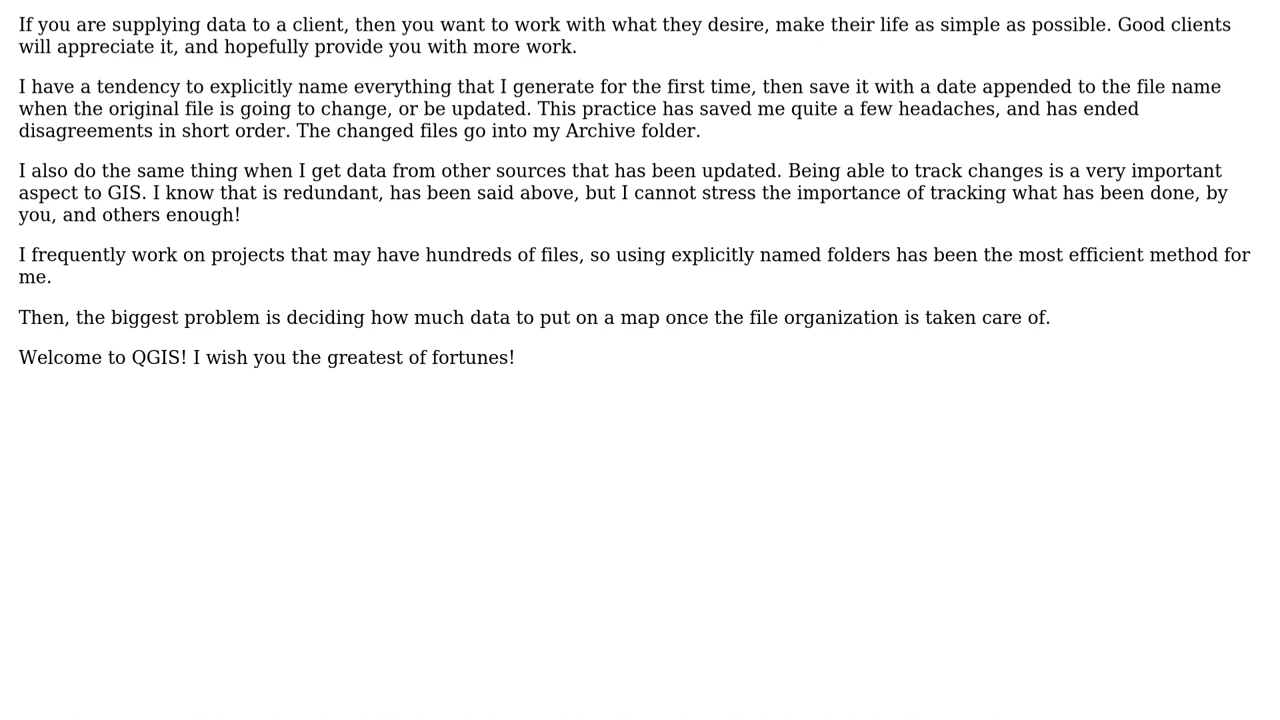 If you are supplying data to a client, then you want to work with what they desire, make their life as simple as possible. Good clients
will appreciate it, and hopefully provide you with more work.
I have a tendency to explicitly name everything that I generate for the first time, then save it with a date appended to the file name
when the original file is going to change, or be updated. This practice has saved me quite a few headaches, and has ended
disagreements in short order. The changed files go into my Archive folder.
I also do the same thing when I get data from other sources that has been updated. Being able to track changes is a very important
aspect to GIS. I know that is redundant, has been said above, but I cannot stress the importance of tracking what has been done, by
you, and others enough!
I frequently work on projects that may have hundreds of files, so using explicitly named folders has been the most efficient method for
me.
Then, the biggest problem is deciding how much data to put on a map once the file organization is taken care of.
Welcome to QGIS! I wish you the greatest of fortunes!